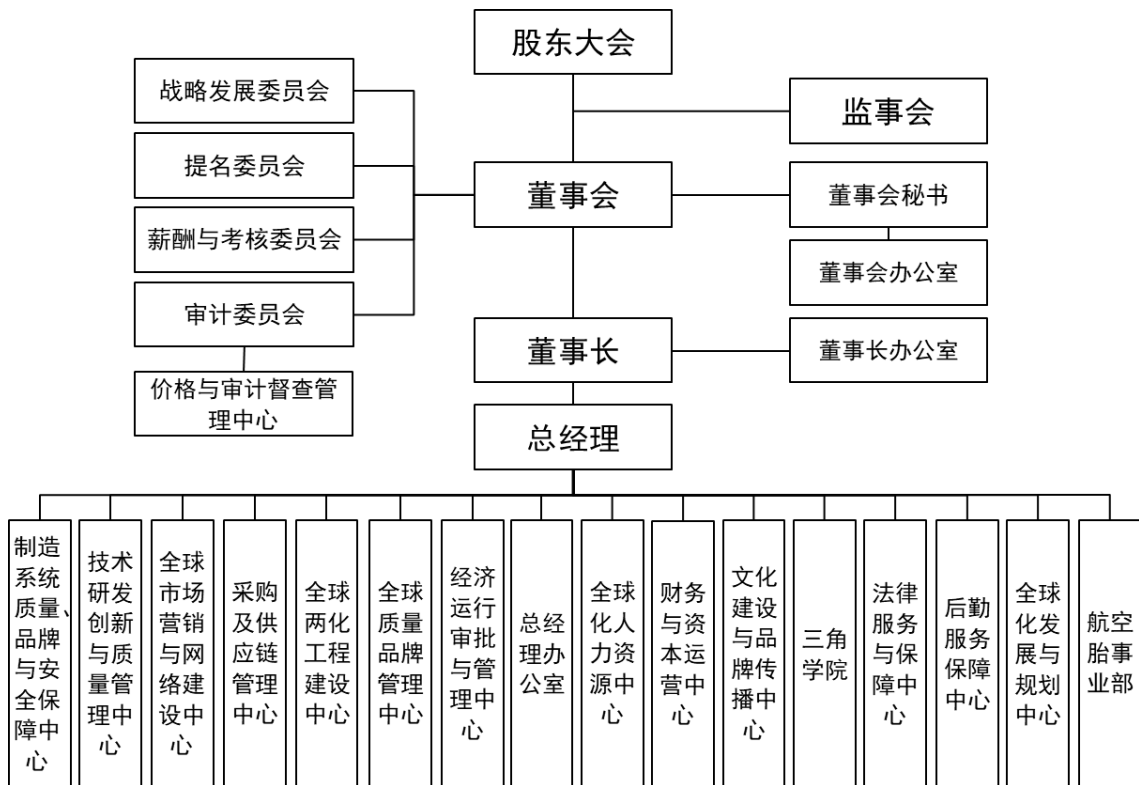 股东大会
战略发展委员会
监事会
提名委员会
董事会
董事会秘书
薪酬与考核委员会
董事会办公室
审计委员会
董事长
董事长办公室
价格与审计督查管
理中心
总经理
制造
系统
质量、
品牌
与安
全保
障中
心
技术
研发
创新
与质
量管
理中
心
全球
市场
营销
与网
络建
设中
心
采购
及供
应链
管理
中心
全球
两化
工程
建设
中心
全球
质量
品牌
管理
中心
经济
运行
审批
与管
理中心
总经
理办
公室
全球
化人
力资
源中
心
财务
与资
本运
营中
心
文化
建设
与品
牌传
播中
心
三角
学院
法律
服务
与保
障中
心
后勤
服务
保障
中心
全球
化发
展与
规划
中心
航空
胎事
业部